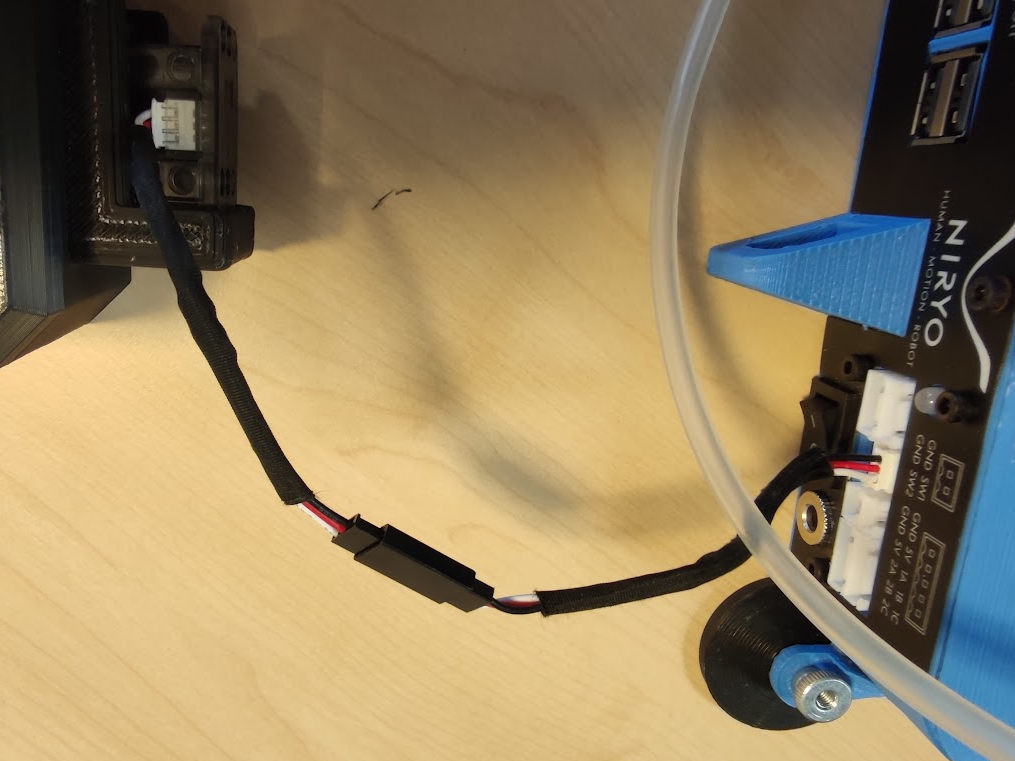 NIRYO
HUMAN . MOTION . ROBOT
GND SW1
GND SW2
GND 5V 1A 1B 1C
GND 5V 2A 2B 2C